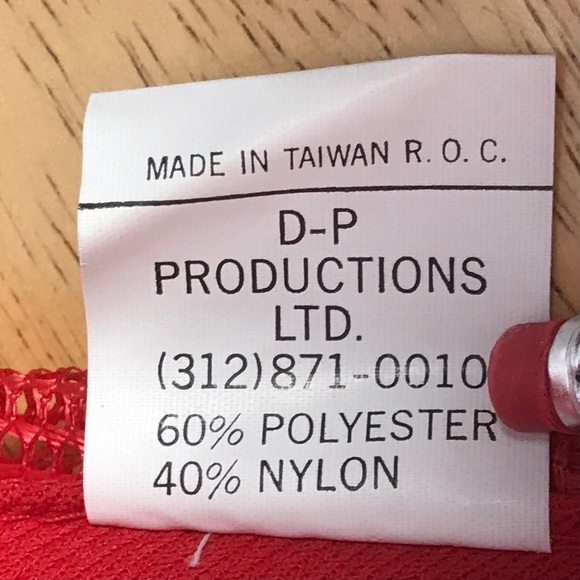 MADE IN TAIWAN R. O. C.
D-P
PRODUCTIONS
LTD.
(312)871-0010
60% POLYESTER
40% NYLON